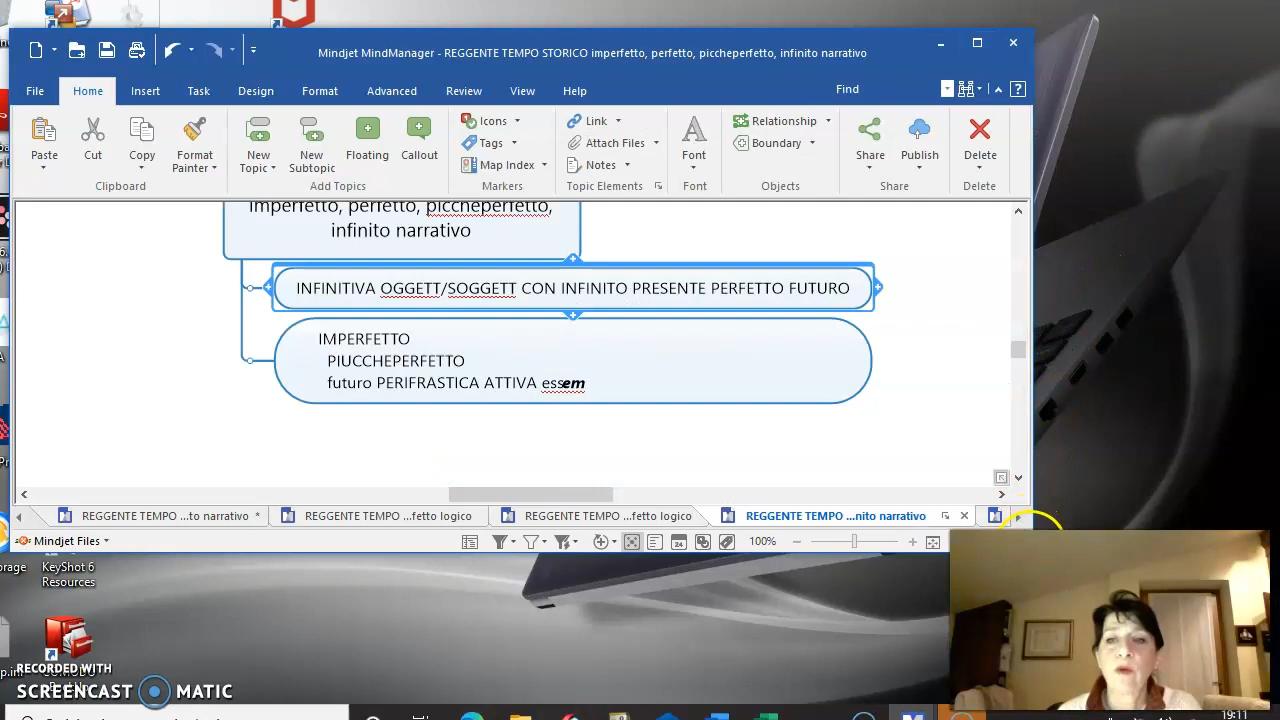 Mindjet MindManager - REGGENTE TEMPO STORICO imperfetto, perfetto, piccheperfetto, infinito narrativo
File Home Insert Task Design Format Advanced Review View Help Find
Icons Link Relationship
Tags Attach Files Boundary
Map Index Notes
Paste Cut Copy Format Painter New Topic New Subtopic Floating Callout Font Share Publish Delete
Clipboard Add Topics Markers Topic Elements Font Objects Share Delete
imperfetto, perfetto, piccheperfetto,
infinito narrativo
INFINITIVA OGGETT/SOGGETT CON INFINITO PRESENTE PERFETTO FUTURO
IMPERFETTO
PIUCCHEPERFETTO
futuro PERIFRASTICA ATTIVA essem
REGGENTE TEMPO ...to narrativo * REGGENTE TEMPO ...fetto logico REGGENTE TEMPO ...fetto logico REGGENTE TEMPO ...nito narrativo
Mindjet Files 24 100%
KeyShot 6
Resources
RECORDED WITH
SCREENCAST MATIC
19:11